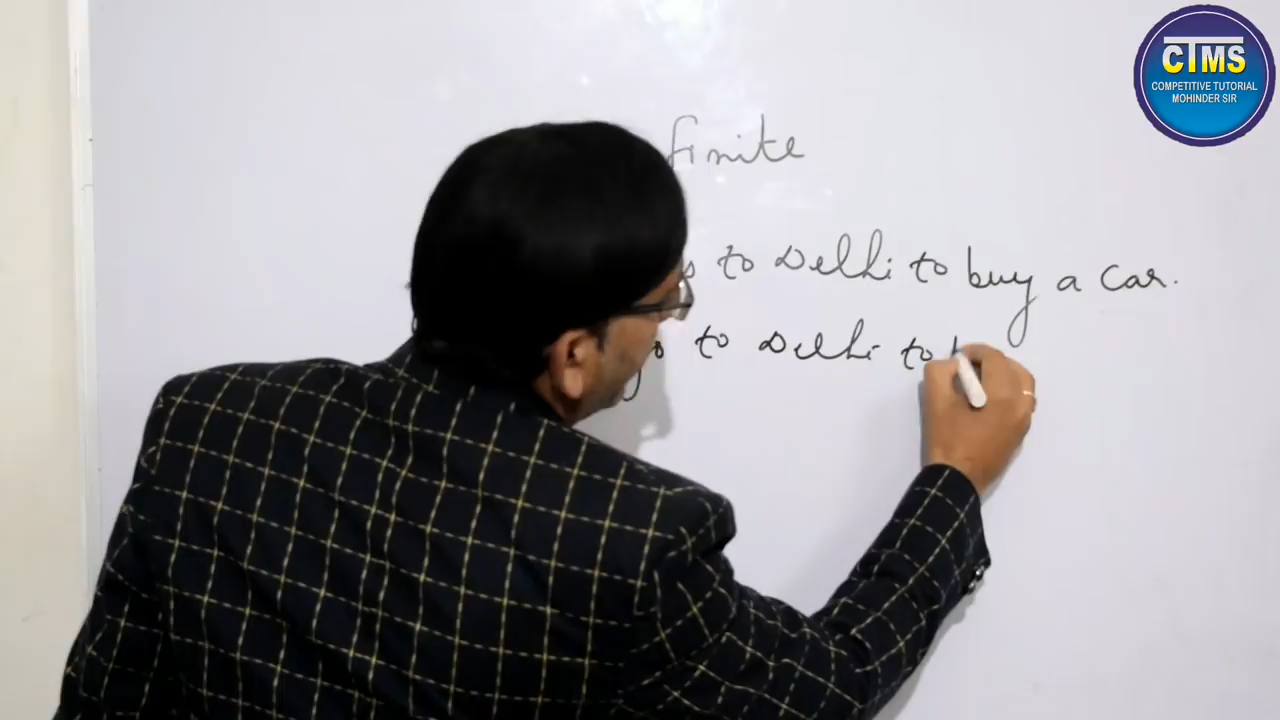 CTMS
COMPETITIVE TUTORIAL
MOHINDER SIR
finite
to Delhi to buy a car.
to Delhi to